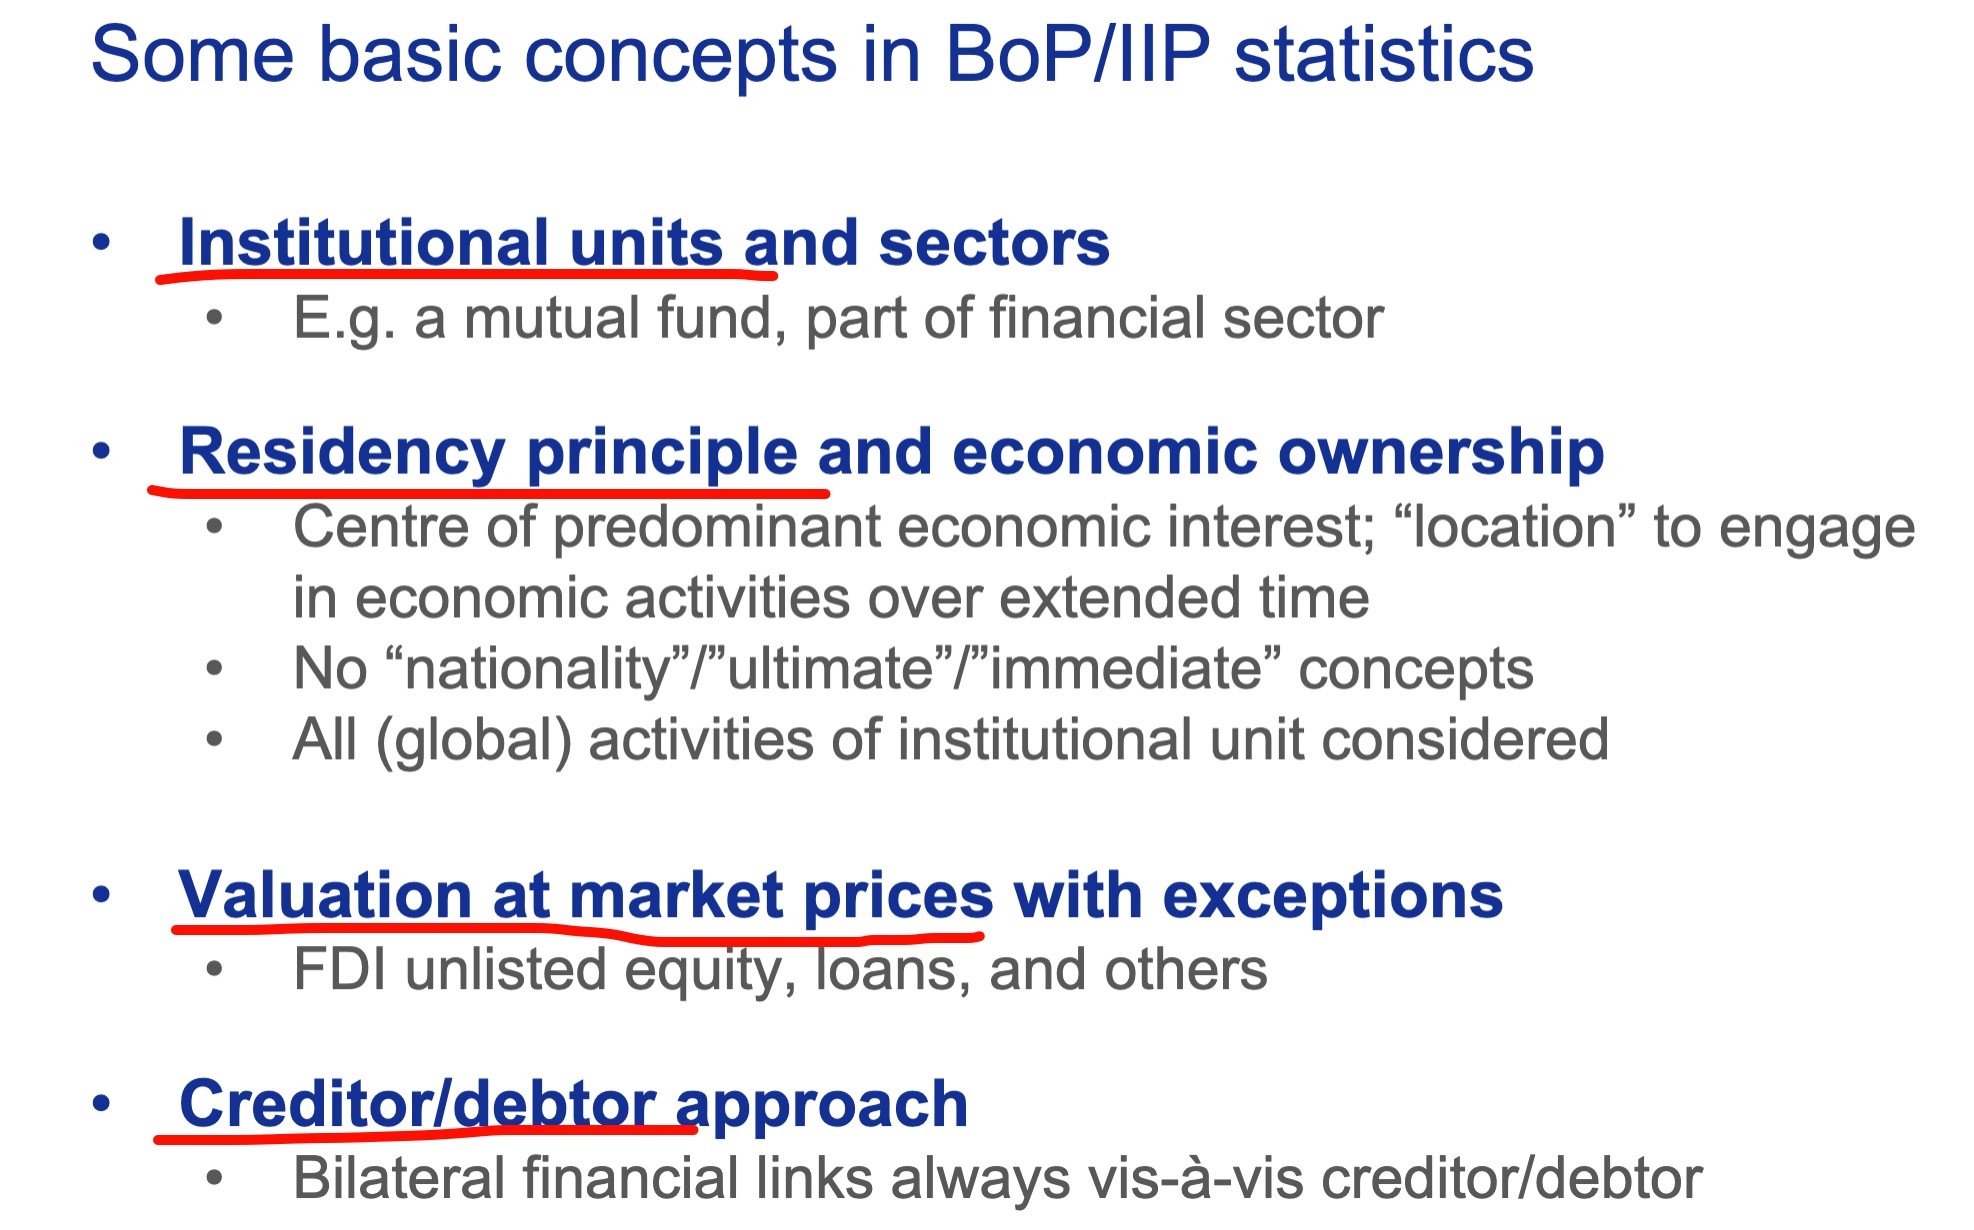 Some basic concepts in BoP/IIP statistics
• Institutional units and sectors
• E.g. a mutual fund, part of financial sector
• Residency principle and economic ownership
• Centre of predominant economic interest; “location” to engage
in economic activities over extended time
• No “nationality”/”ultimate”/”immediate” concepts
• All (global) activities of institutional unit considered
• Valuation at market prices with exceptions
• FDI unlisted equity, loans, and others
• Creditor/debtor approach
• Bilateral financial links always vis-à-vis creditor/debtor